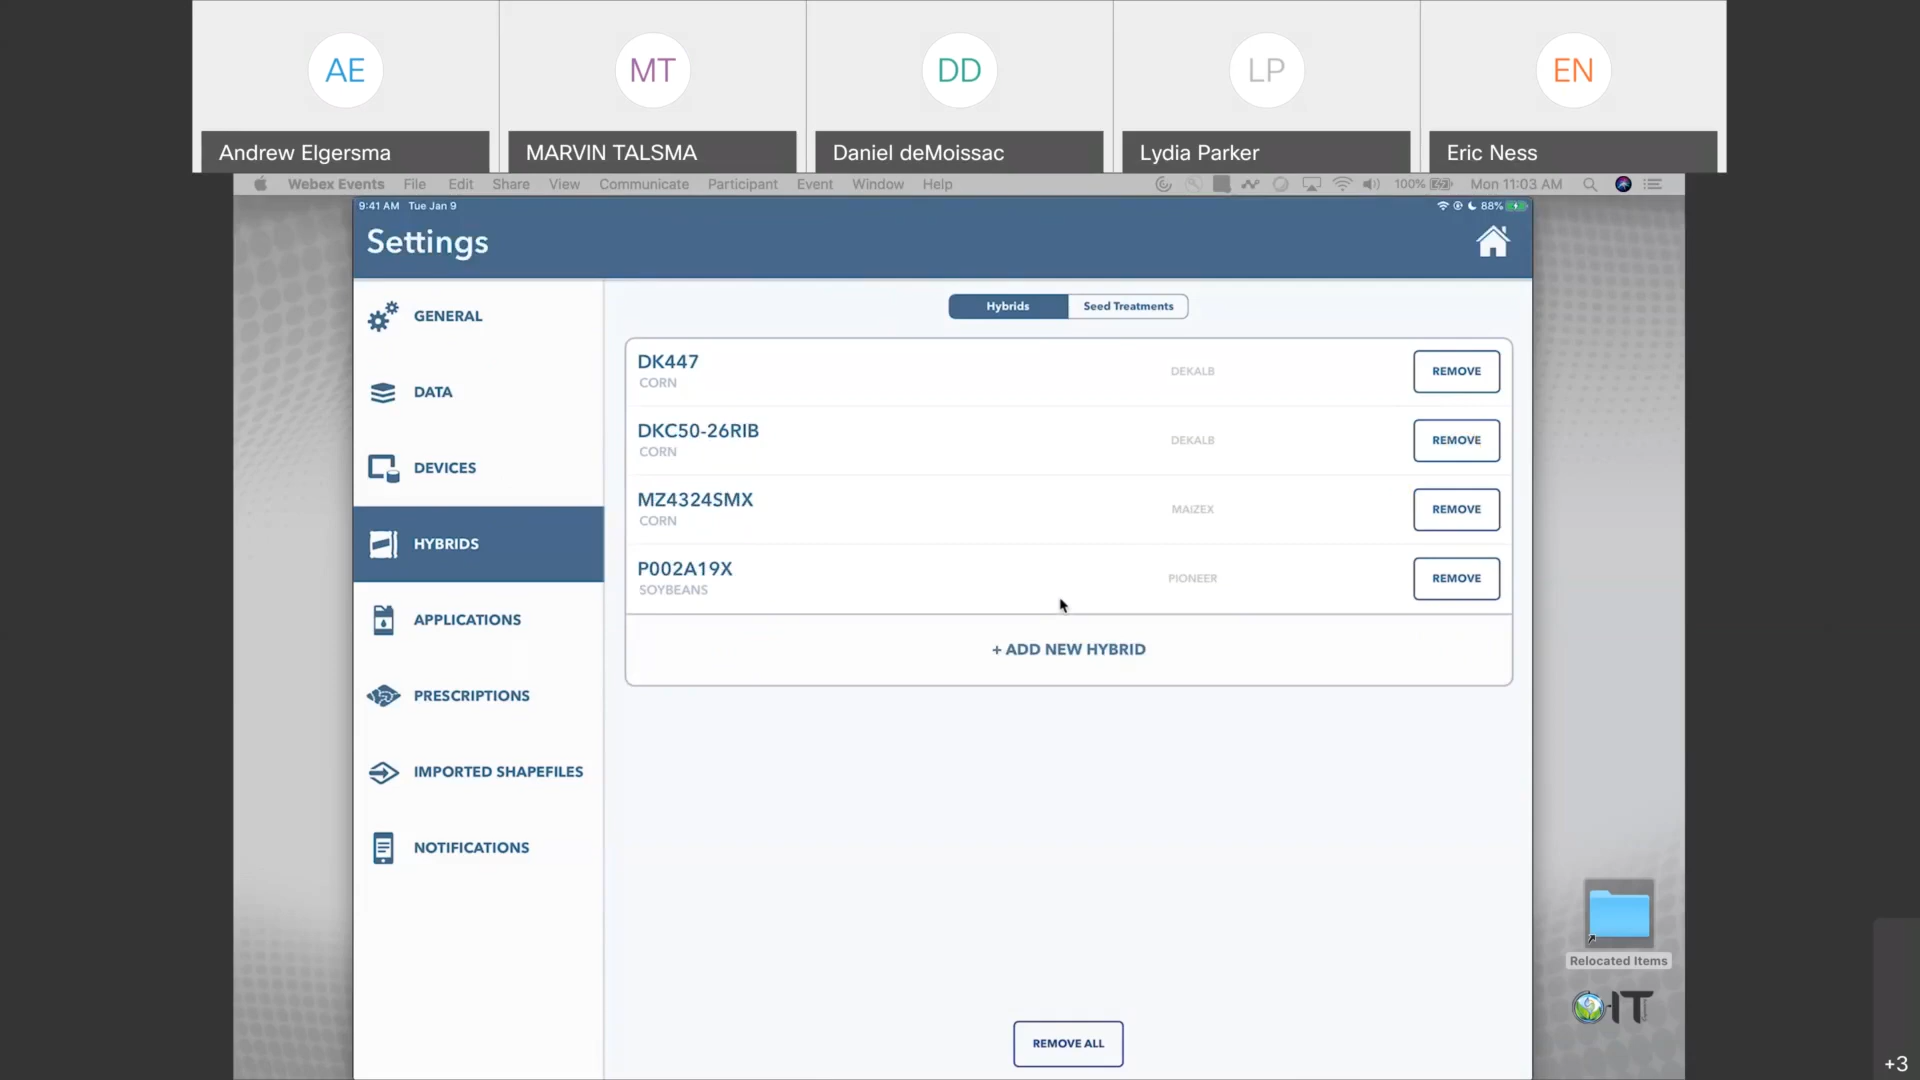 AE
MT
DD
LP
EN
Andrew Elgersma
MARVIN TALSMA
Daniel deMoissac
Lydia Parker
Eric Ness
Webex Events File Edit Share View Communicate Participant Event Window Help 100% Mon 11:03 AM
9:41 AM Tue Jan 9 88%
Settings
GENERAL
DATA
DEVICES
HYBRIDS
APPLICATIONS
PRESCRIPTIONS
IMPORTED SHAPEFILES
NOTIFICATIONS
Hybrids Seed Treatments
DK447
CORN
DEKALB
REMOVE
DKC50-26RIB
CORN
DEKALB
REMOVE
MZ4324SMX
CORN
MAIZEX
REMOVE
P002A19X
SOYBEANS
PIONEER
REMOVE
+ ADD NEW HYBRID
REMOVE ALL
Relocated Items
IT
+3